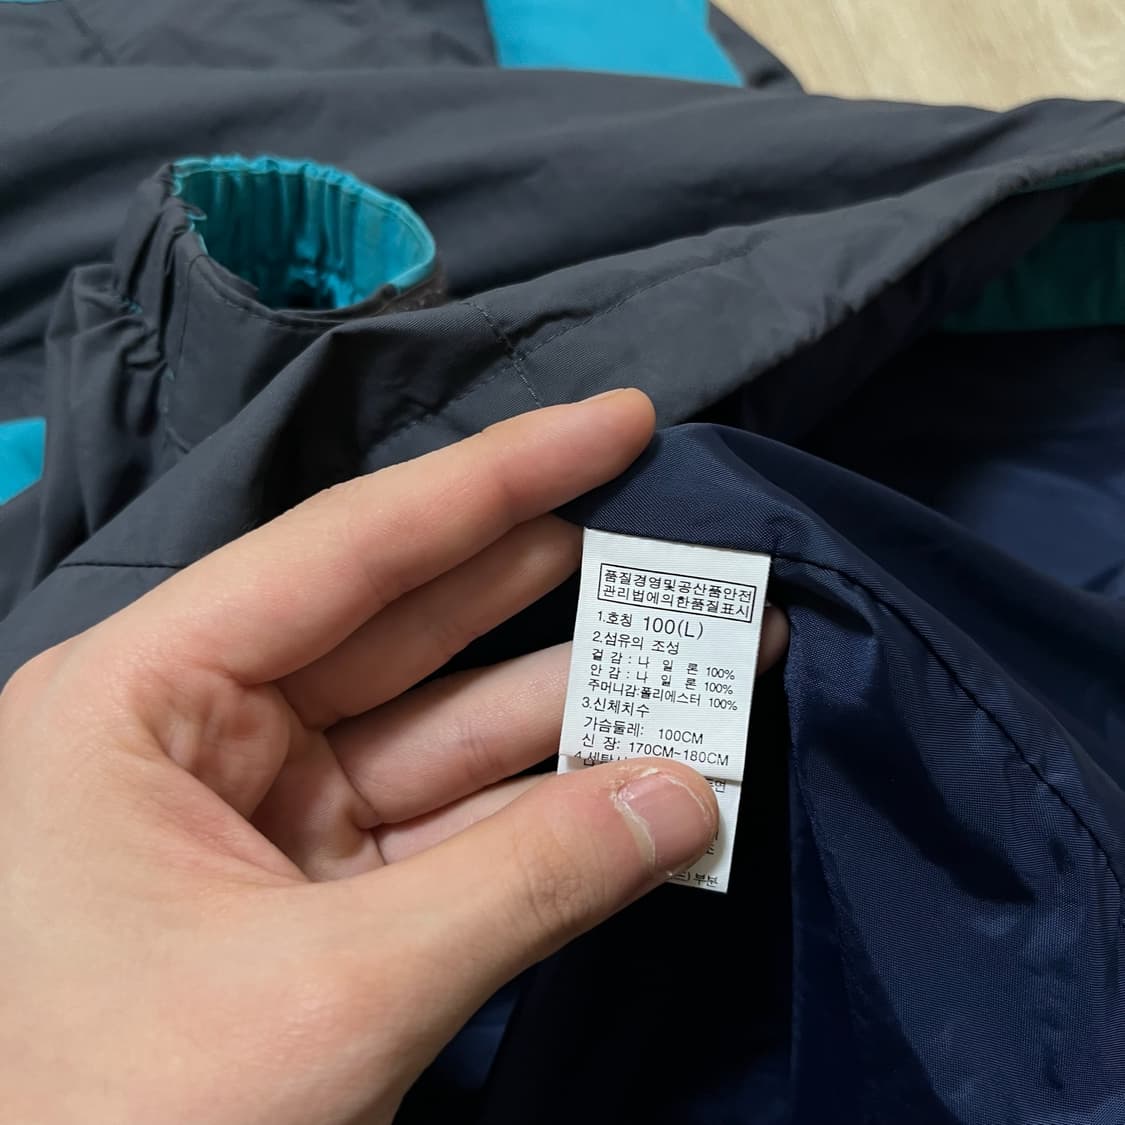 품질경영및공산품안전
관리법에의한품질표시
1.호칭 100(L)
2.섬유의 조성
겉 감 : 나 일 론 100%
안 감 : 나 일 론 100%
주머니감:폴리에스터 100%
3.신체치수
가슴둘레: 100CM
신 장: 170CM~180CM
부분